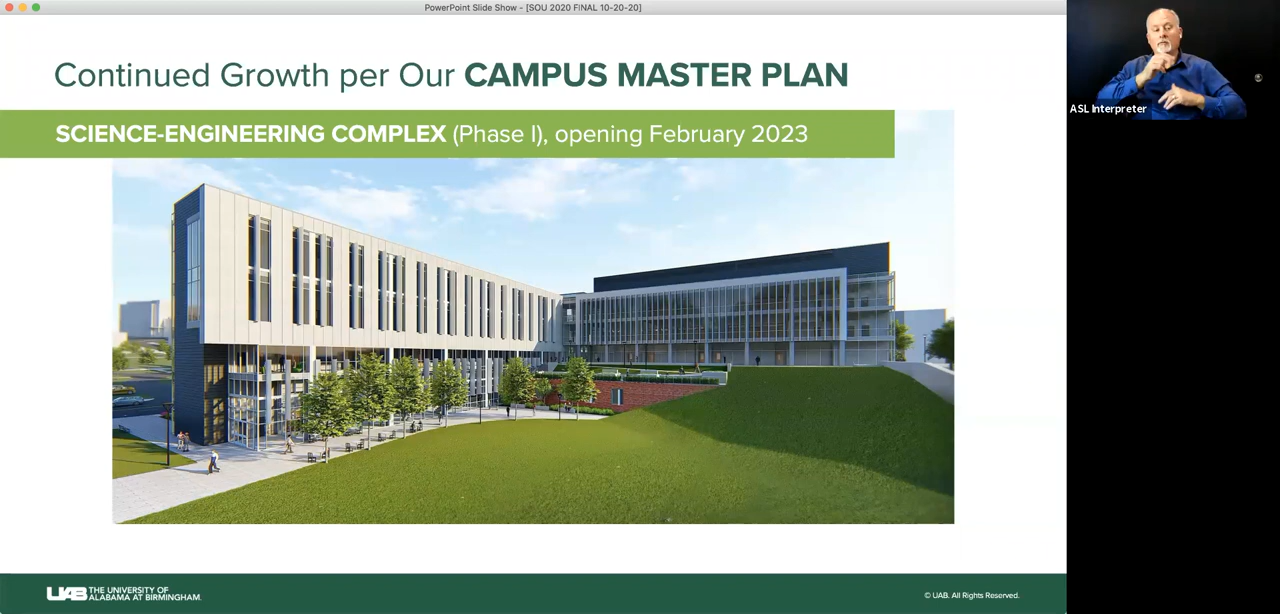 PowerPoint Slide Show - [SOU 2020 FINAL 10-20-20]
Continued Growth per Our CAMPUS MASTER PLAN
SCIENCE-ENGINEERING COMPLEX (Phase I), opening February 2023
ASL Interpreter
UAB THE UNIVERSITY OF
ALABAMA AT BIRMINGHAM.
© UAB. All Rights Reserved.